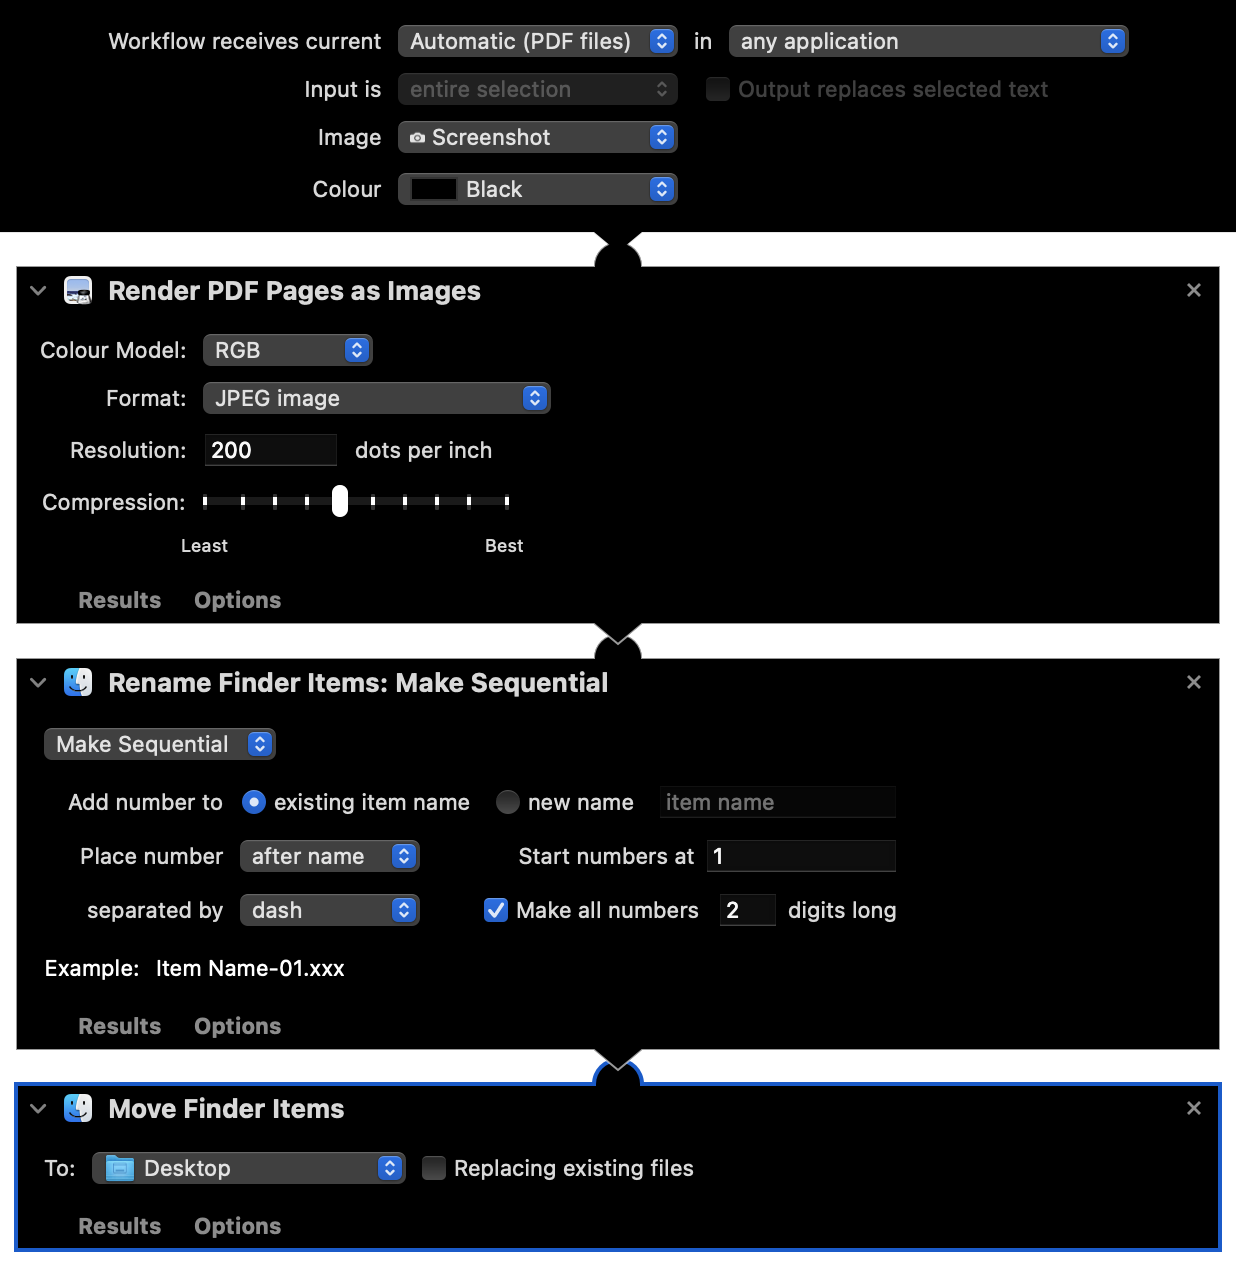 Workflow receives current Automatic (PDF files) in any application
Input is entire selection Output replaces selected text
Image Screenshot
Colour Black
Render PDF Pages as Images
Colour Model: RGB
Format: JPEG image
Resolution: 200 dots per inch
Compression:
Least Best
Results Options
Rename Finder Items: Make Sequential
Make Sequential
Add number to existing item name new name item name
Place number after name Start numbers at 1
separated by dash Make all numbers 2 digits long
Example: Item Name-01.xxx
Results Options
Move Finder Items
To: Desktop Replacing existing files
Results Options